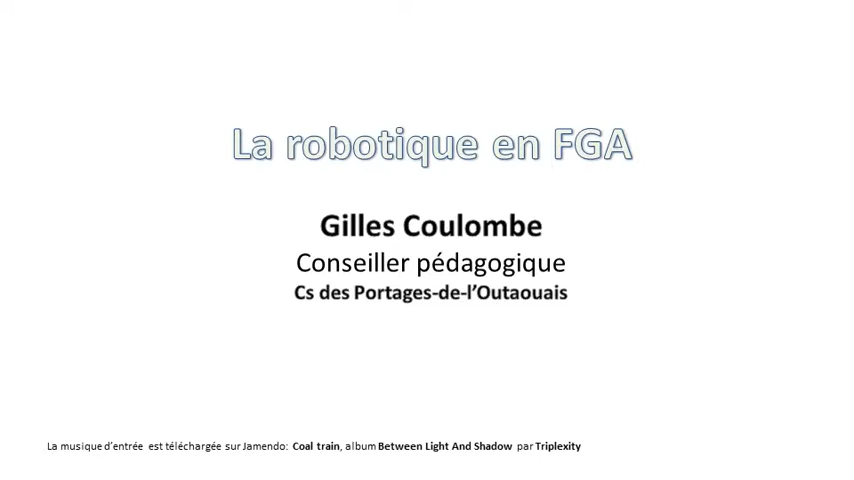 La robotique en FGA
Gilles Coulombe
Conseiller pédagogique
Cs des Portages-de-l’Outaouais
La musique d’entrée est téléchargée sur Jamendo: Coal train, album Between Light And Shadow par Triplexity